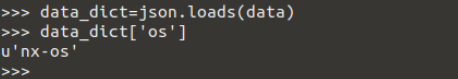 >>> data_dict=json.loads(data)
>>> data_dict['os']
u'nx-os'
>>>